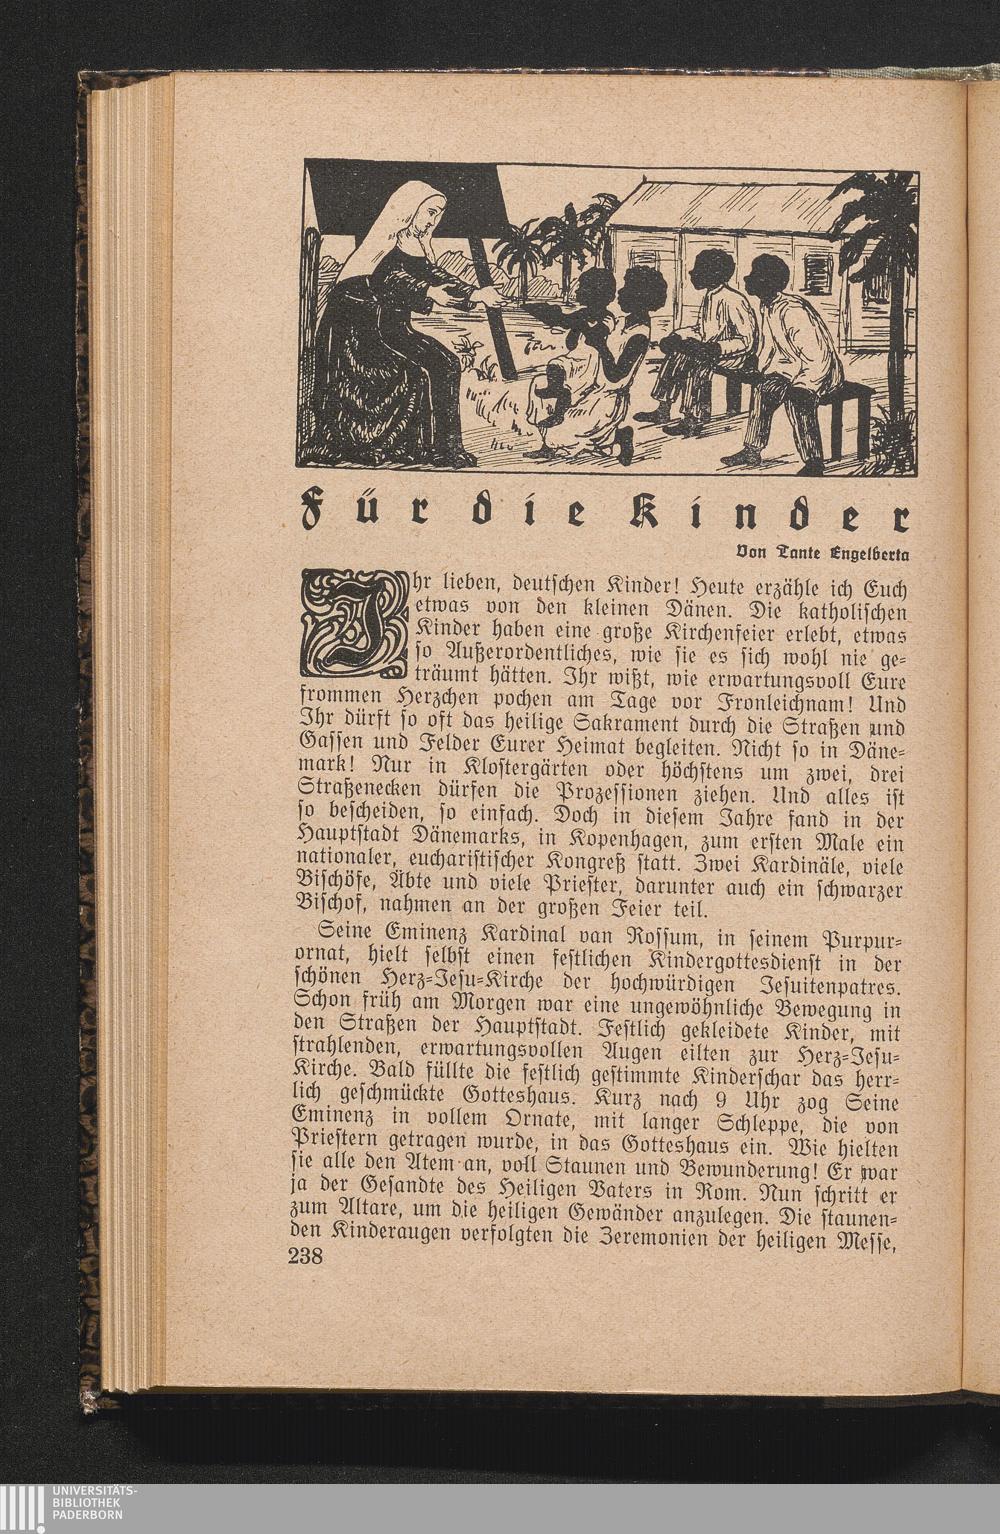 Für die Kinder
Von Tante Engelberta
Ihr lieben, deutschen Kinder! Heute erzähle ich Euch
etwas von den kleinen Dänen. Die katholischen
Kinder haben eine große Kirchenfeier erlebt, etwas
so Außerordentliches, wie sie es sich wohl nie ge-
träumt hätten. Ihr wißt, wie erwartungsvoll Eure
frommen Herzchen pochen am Tage vor Fronleichnam! Und
Ihr dürft so oft das heilige Sakrament durch die Straßen und
Gassen und Felder Eurer Heimat begleiten. Nicht so in Däne-
mark! Nur in Klostergärten oder höchstens um zwei, drei
Straßenecken dürfen die Prozessionen ziehen. Und alles ist
so bescheiden, so einfach. Doch in diesem Jahre fand in der
Hauptstadt Dänemarks, in Kopenhagen, zum ersten Male ein
nationaler, eucharistischer Kongreß statt. Zwei Kardinäle, viele
Bischöfe, Äbte und viele Priester, darunter auch ein schwarzer
Bischof, nahmen an der großen Feier teil.
Seine Eminenz Kardinal van Rossum, in seinem Purpur-
ornat, hielt selbst einen festlichen Kindergottesdienst in der
schönen Herz-Jesu-Kirche der hochwürdigen Jesuitenpatres.
Schon früh am Morgen war eine ungewöhnliche Bewegung in
den Straßen der Hauptstadt. Festlich gekleidete Kinder, mit
strahlenden, erwartungsvollen Augen eilten zur Herz-Jesu-
Kirche. Bald füllte die festlich gestimmte Kinderschar das herr-
lich geschmückte Gotteshaus. Kurz nach 9 Uhr zog Seine
Eminenz in vollem Ornate, mit langer Schleppe, die von
Priestern getragen wurde, in das Gotteshaus ein. Wie hielten
sie alle den Atem an, voll Staunen und Bewunderung! Er war
ja der Gesandte des Heiligen Vaters in Rom. Nun schritt er
zum Altare, um die heiligen Gewänder anzulegen. Die staunen-
den Kinderaugen verfolgten die Zeremonien der heiligen Messe,
238
UNIVERSITÄTS-
BIBLIOTHEK
PADERBORN